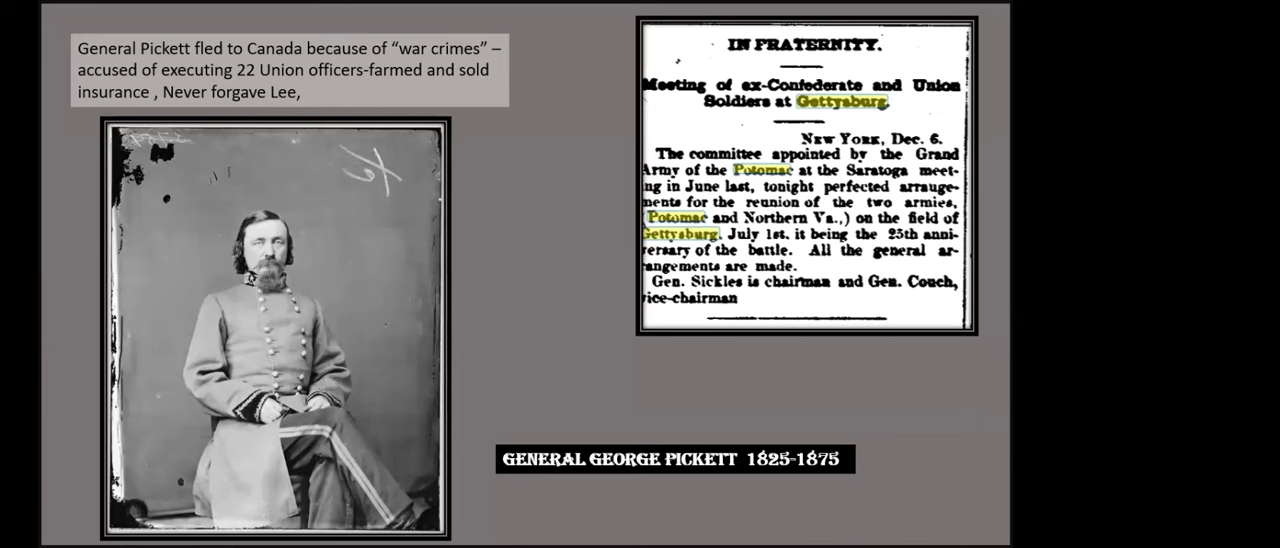 General Pickett fled to Canada because of “war crimes” –
accused of executing 22 Union officers-farmed and sold
insurance , Never forgave Lee,
IN FRATERNITY.
Meeting of ex-Confederate and Union
Soldiers at Gettysburg.
NEW YORK, Dec. 6.
The committee appointed by the Grand
Army of the Potomac at the Saratoga meet-
ng in June last, tonight perfected arrange-
ments for the reunion of the two armies,
Potomac and Northern Va.,) on the field of
Gettysburg, July 1st, it being the 25th anni-
versary of the battle. All the general ar-
angements are made.
Gen. Sickles is chairman and Gen. Couch,
vice-chairman
GENERAL GEORGE PICKETT 1825-1875